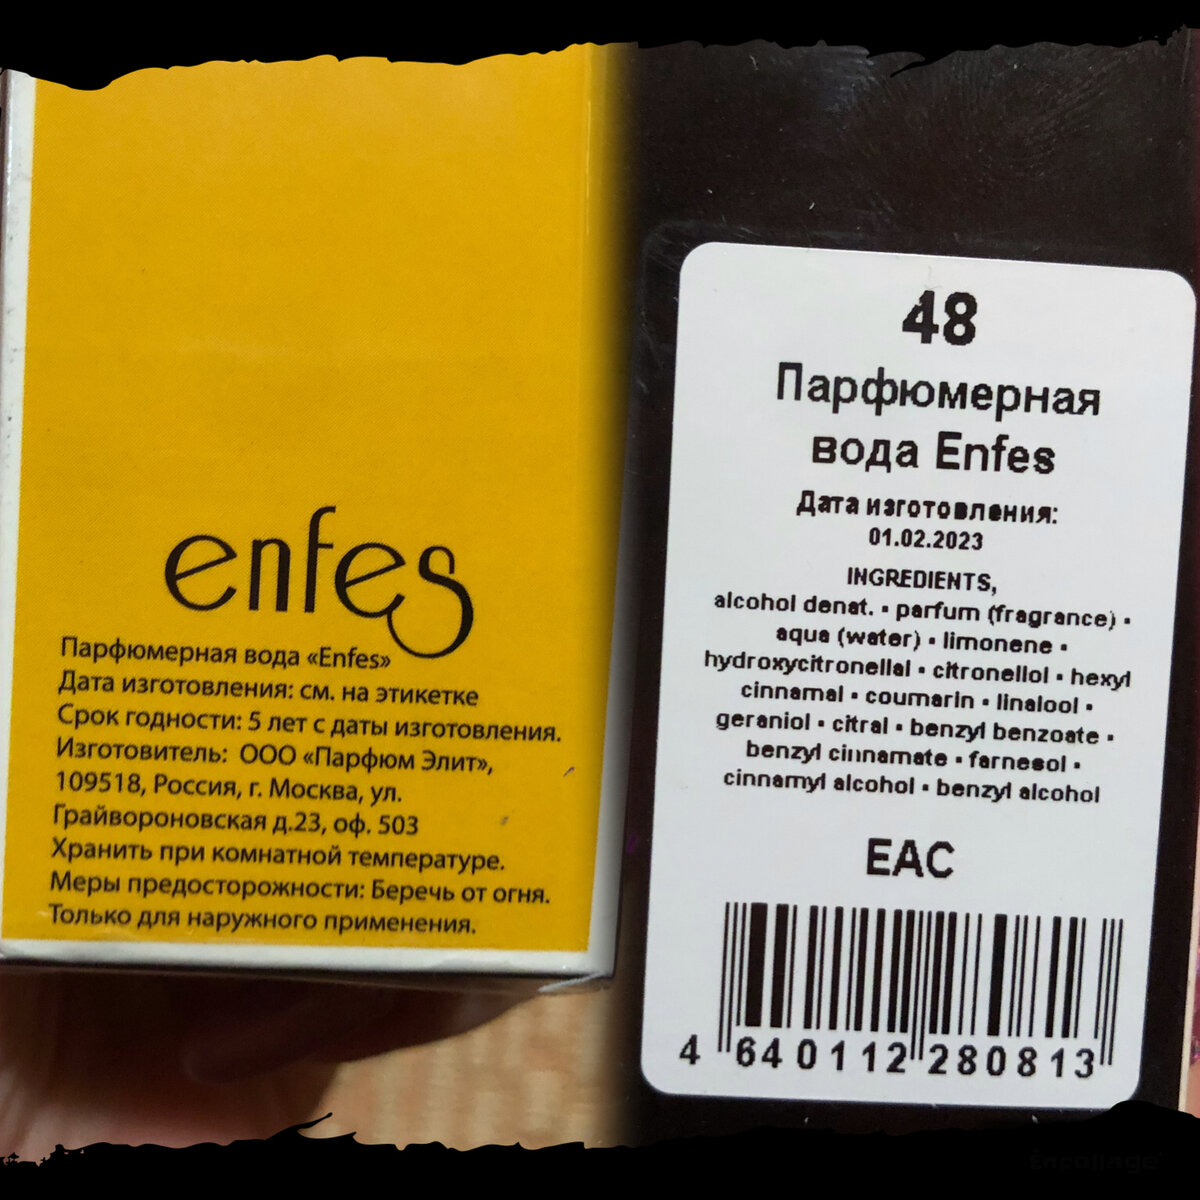 enfes
Парфюмерная вода «Enfes»
Дата изготовления: см. на этикетке
Срок годности: 5 лет с даты изготовления.
Изготовитель: ООО «Парфюм Элит»,
109518, Россия, г. Москва, ул.
Грайвороновская д.23, оф. 503
Хранить при комнатной температуре.
Меры предосторожности: Беречь от огня.
Только для наружного применения.
48
Парфюмерная
вода Enfes
Дата изготовления:
01.02.2023
INGREDIENTS,
alcohol denat. ▪ parfum (fragrance) ▪
aqua (water) ▪ limonene ▪
hydroxycitronellal ▪ citronellol ▪ hexyl
cinnamal ▪ coumarin ▪ linalool ▪
geraniol ▪ citral ▪ benzyl benzoate ▪
benzyl cinnamate ▪ farnesol ▪
cinnamyl alcohol ▪ benzyl alcohol
EAC
4 640112 280813